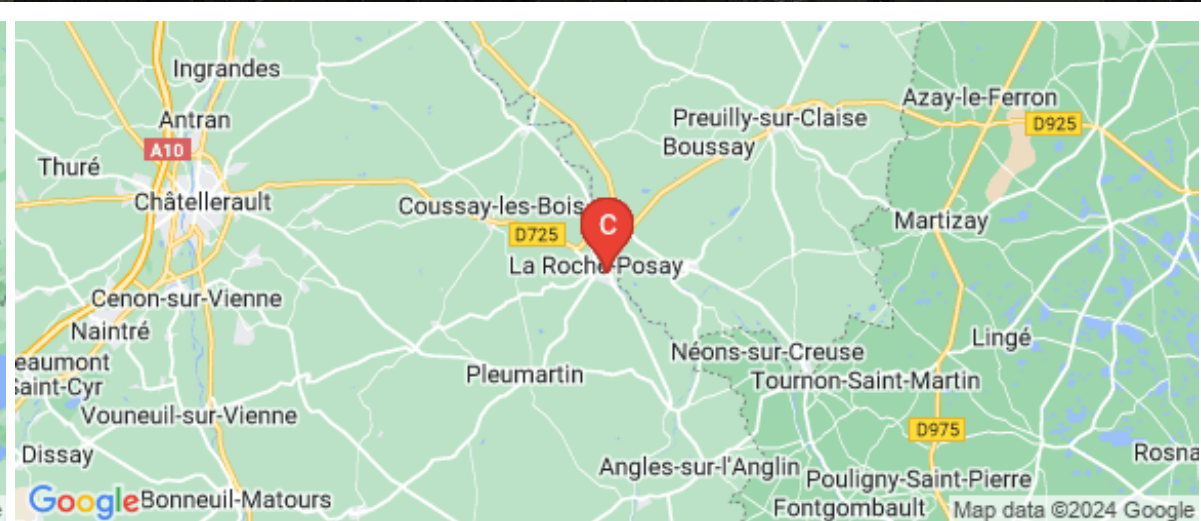 Ingrandes
Azay-le-Ferron
Antran
Preuilly-sur-Claise
D925
A10
Boussay
Thuré
Châtellerault
Coussay-les-Bois
Martizay
C
D725
La Roche-Posay
Cenon-sur-Vienne
Naintré
Lingé
Néons-sur-Creuse
eaumont
Saint-Cyr
Pleumartin
Tournon-Saint-Martin
Vouneuil-sur-Vienne
D975
Dissay
Rosna
Angles-sur-l'Anglin
Pouligny-Saint-Pierre
Google
Bonneuil-Matours
Fontgombault
Map data ©2024 Google